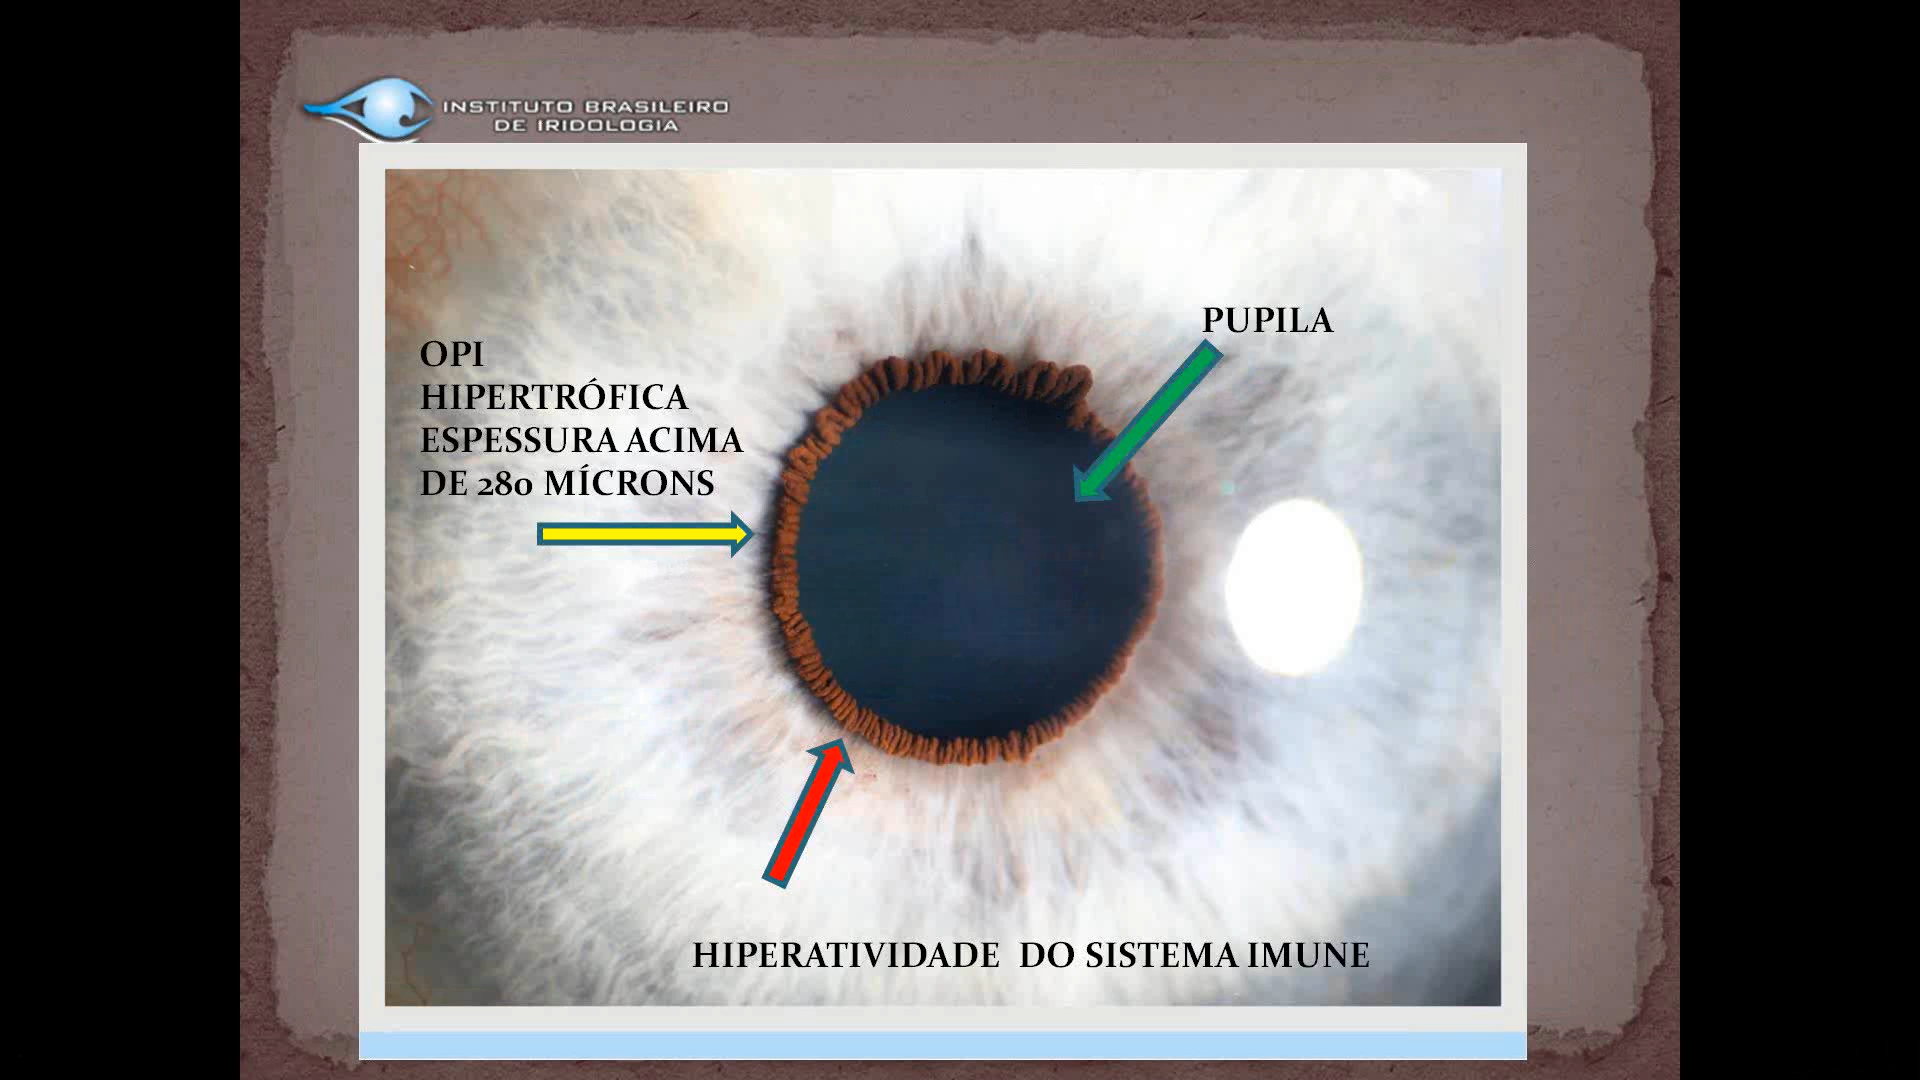 INSTITUTO BRASILEIRO
DE IRIDOLOGIA
PUPILA
OPI
HIPERTRÓFICA
ESPESSURA ACIMA
DE 280 MÍCRONS
HIPERATIVIDADE DO SISTEMA IMUNE